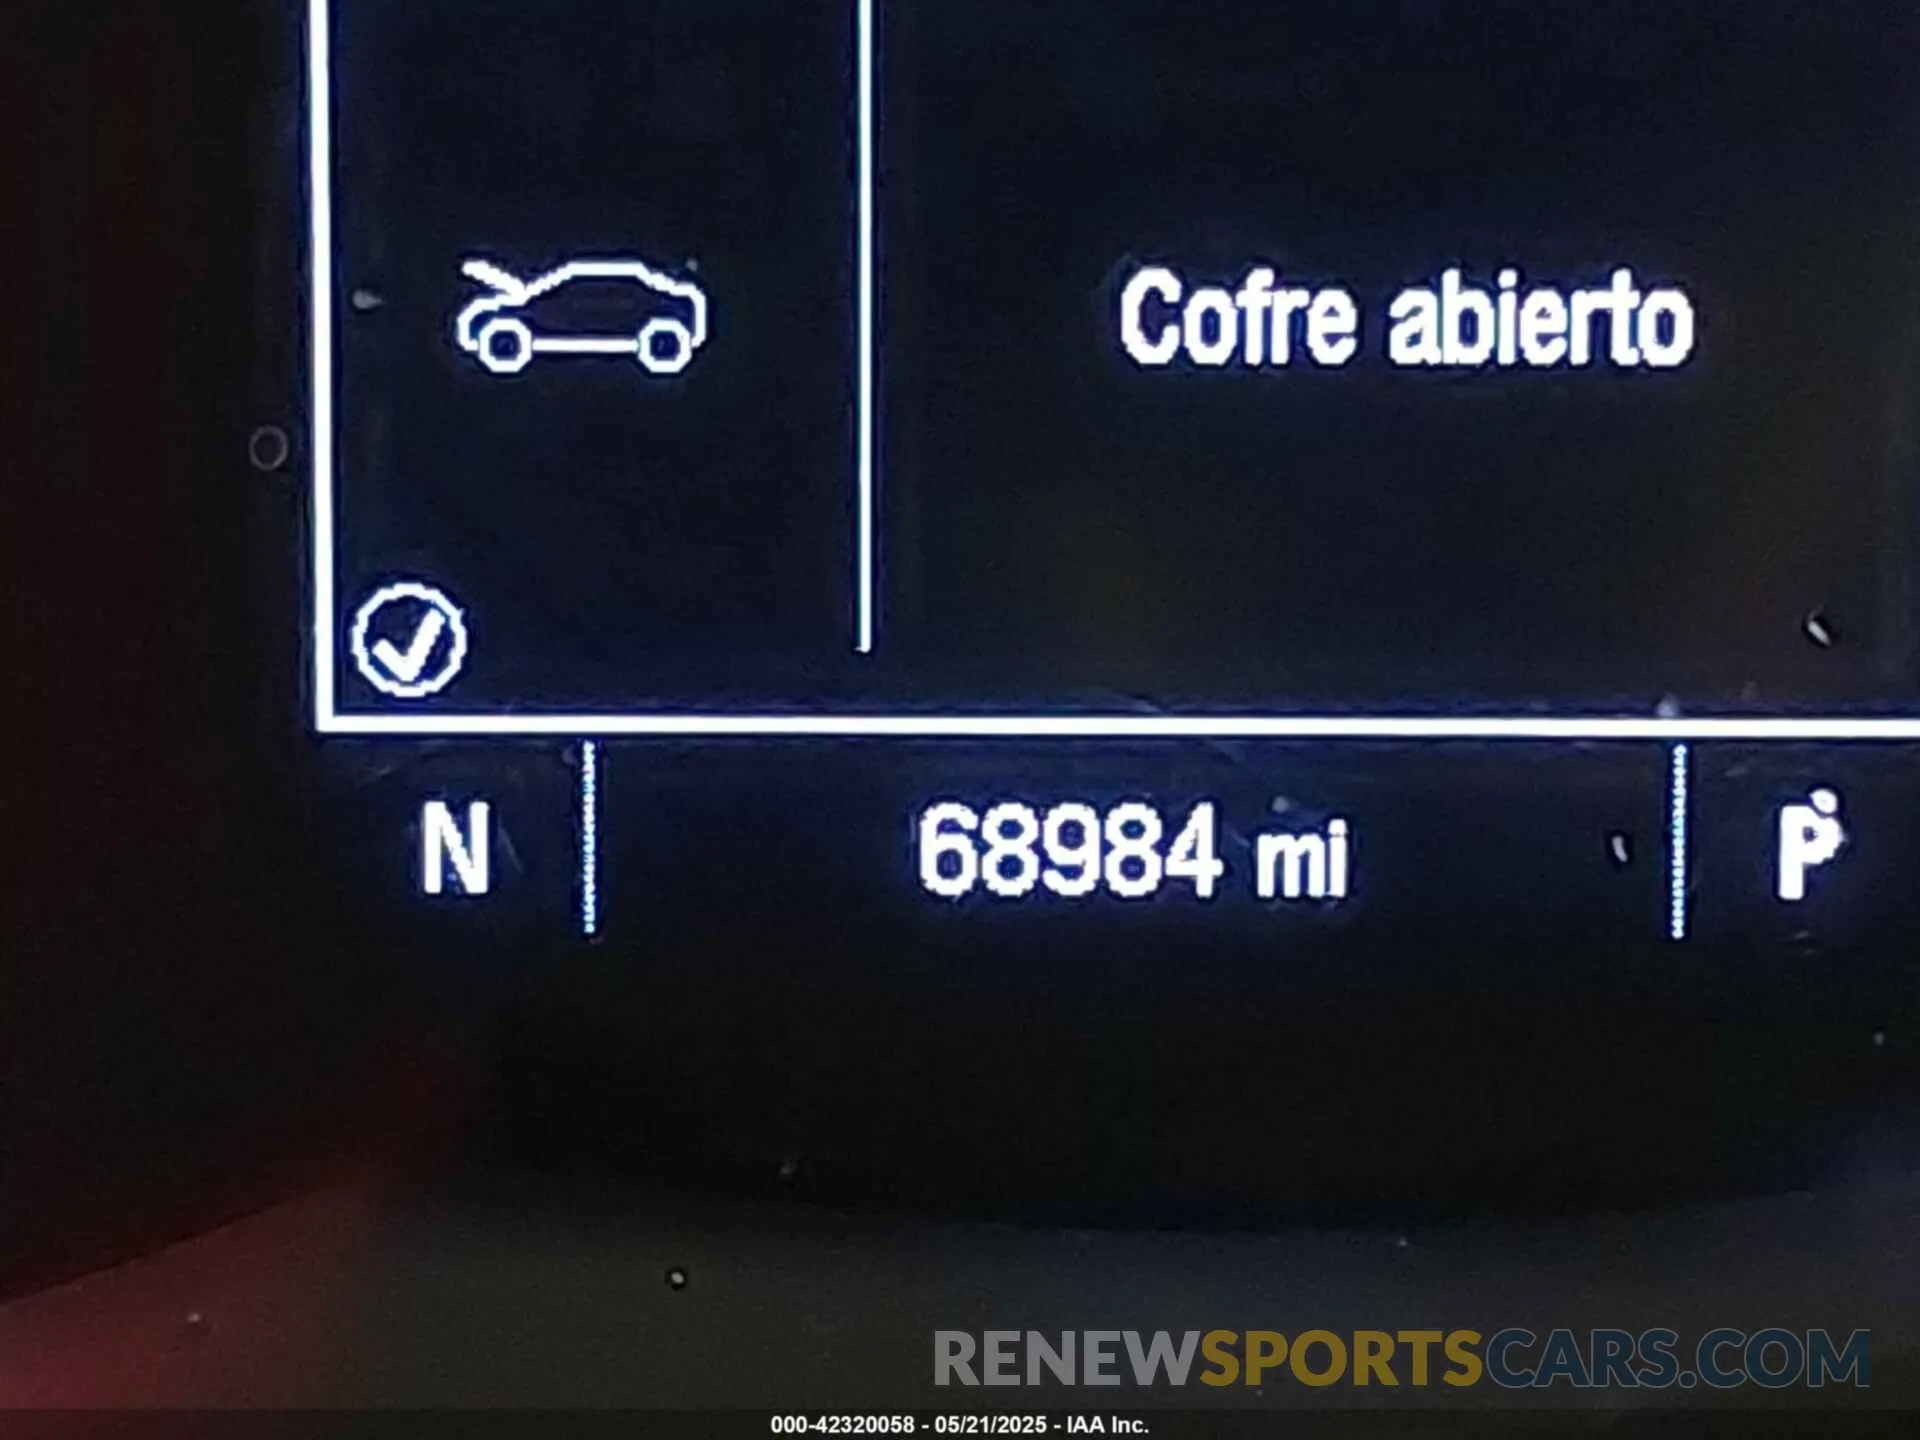 Cofre abierto
N 68984 mi P
RENEWSPORTSCARS.COM
000-42320058 - 05/21/2025 - IAA Inc.